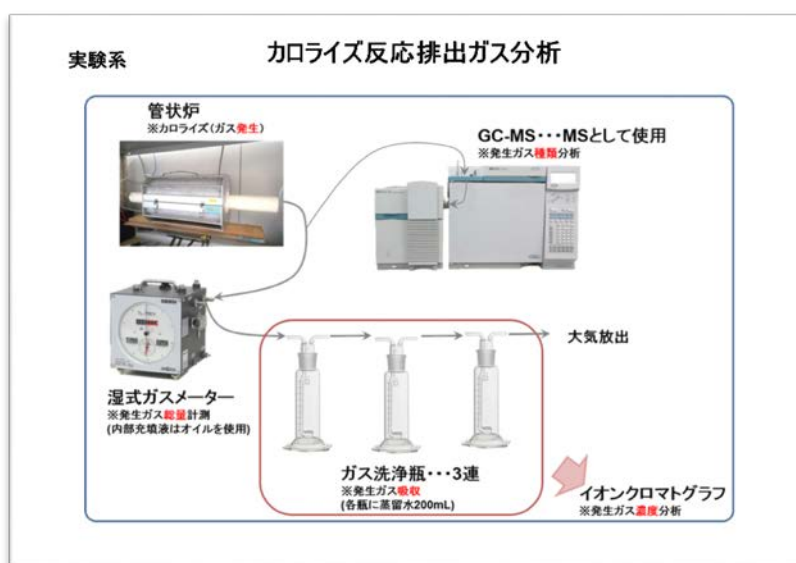 実験系
カロライズ反応排出ガス分析
管状炉
※カロライズ(ガス発生)
GC-MS・・・MSとして使用
※発生ガス種類分析
大気放出
湿式ガスメーター
※発生ガス総量計測
(内部充填液はオイルを使用)
ガス洗浄瓶・・・3連
※発生ガス吸収
(各瓶に蒸留水200mL)
イオンクロマトグラフ
※発生ガス濃度分析